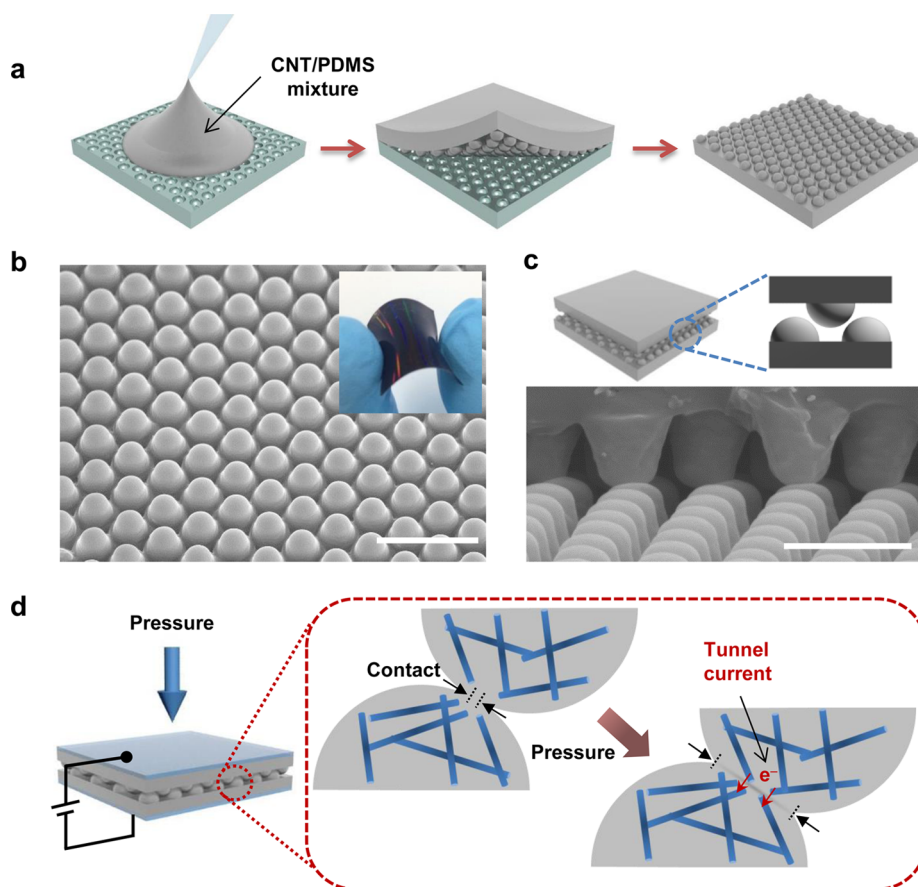 a
CNT/PDMS
mixture
b
c
d
Pressure
Contact
Pressure
Tunnel
current
e⁻